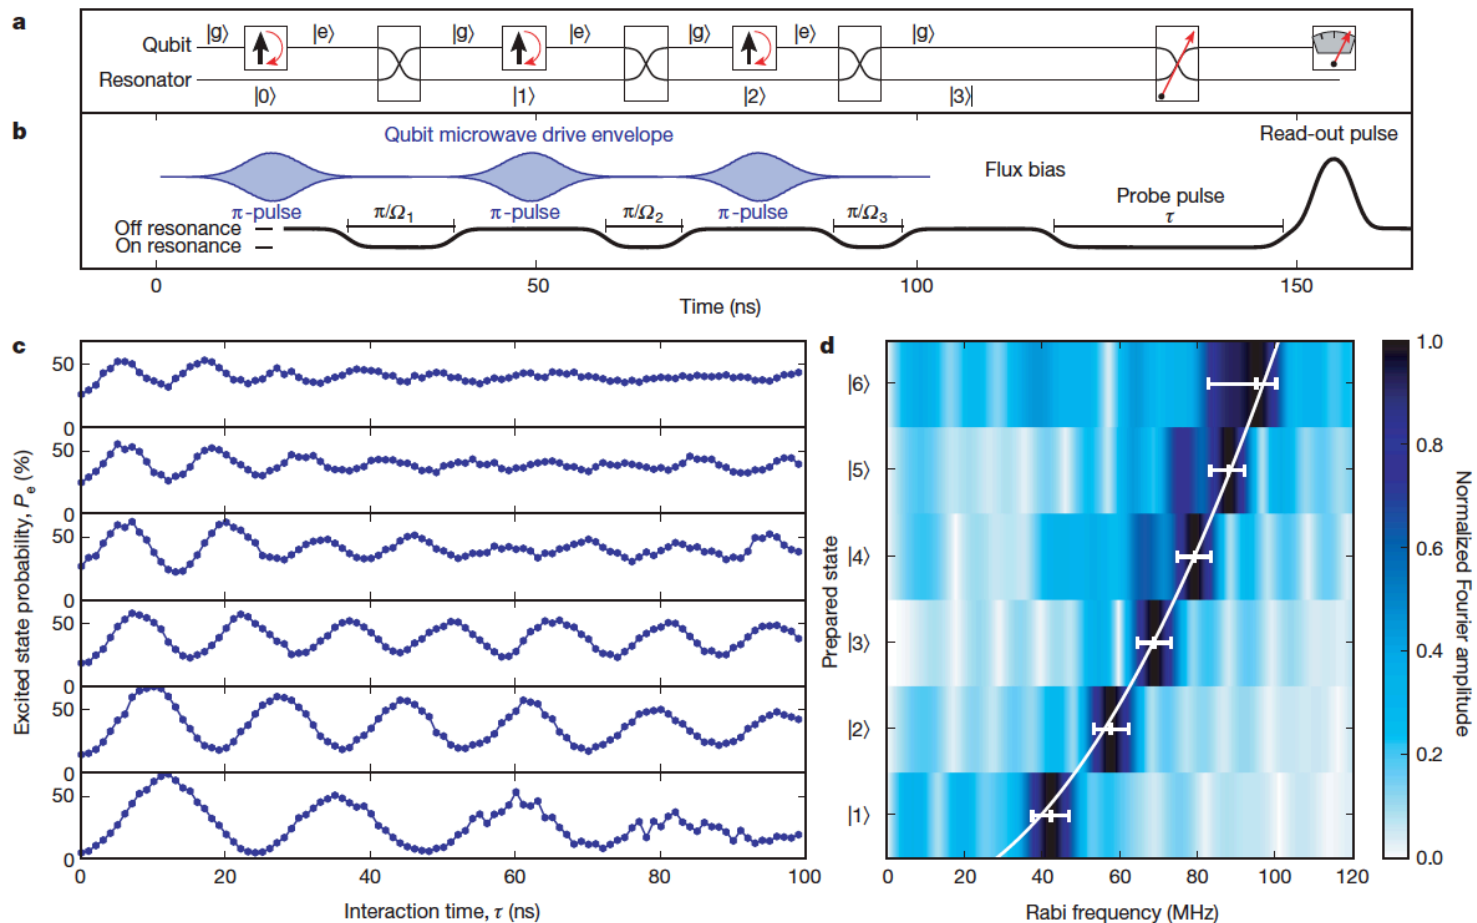 a
|g⟩ |e⟩ |g⟩ |e⟩ |g⟩ |e⟩ |g⟩
Qubit
Resonator
|0⟩ |1⟩ |2⟩ |3⟩
b
Qubit microwave drive envelope
Read-out pulse
Flux bias
π-pulse π/Ω1 π-pulse π/Ω2 π-pulse π/Ω3
Probe pulse
τ
Off resonance
On resonance
0 50 100 150
Time (ns)
c
Excited state probability, Pe (%)
50
0
50
0
50
0
50
0
50
0
50
0
0 20 40 60 80 100
Interaction time, τ (ns)
d
Prepared state
|6⟩
|5⟩
|4⟩
|3⟩
|2⟩
|1⟩
0 20 40 60 80 100 120
Rabi frequency (MHz)
1.0
0.8
0.6
0.4
0.2
0.0
Normalized Fourier amplitude